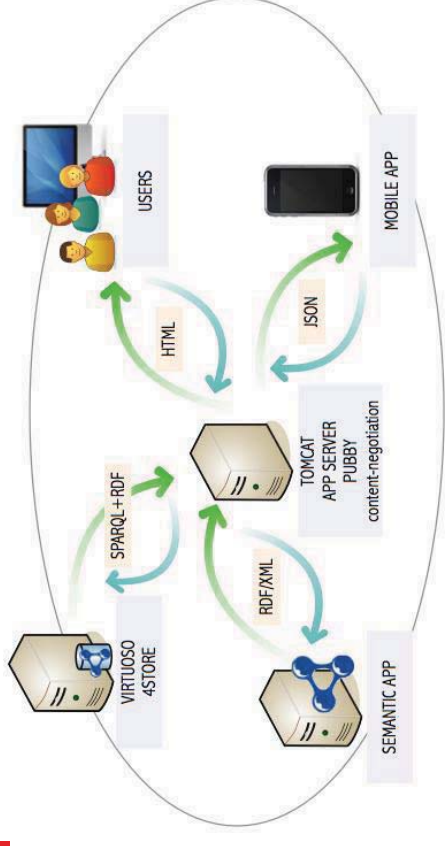 VIRTUOSO
4STORE
SPARQL+RDF
USERS
HTML
TOMCAT
APP SERVER
PUBBY
content-negotiation
RDF/XML
JSON
SEMANTIC APP
MOBILE APP